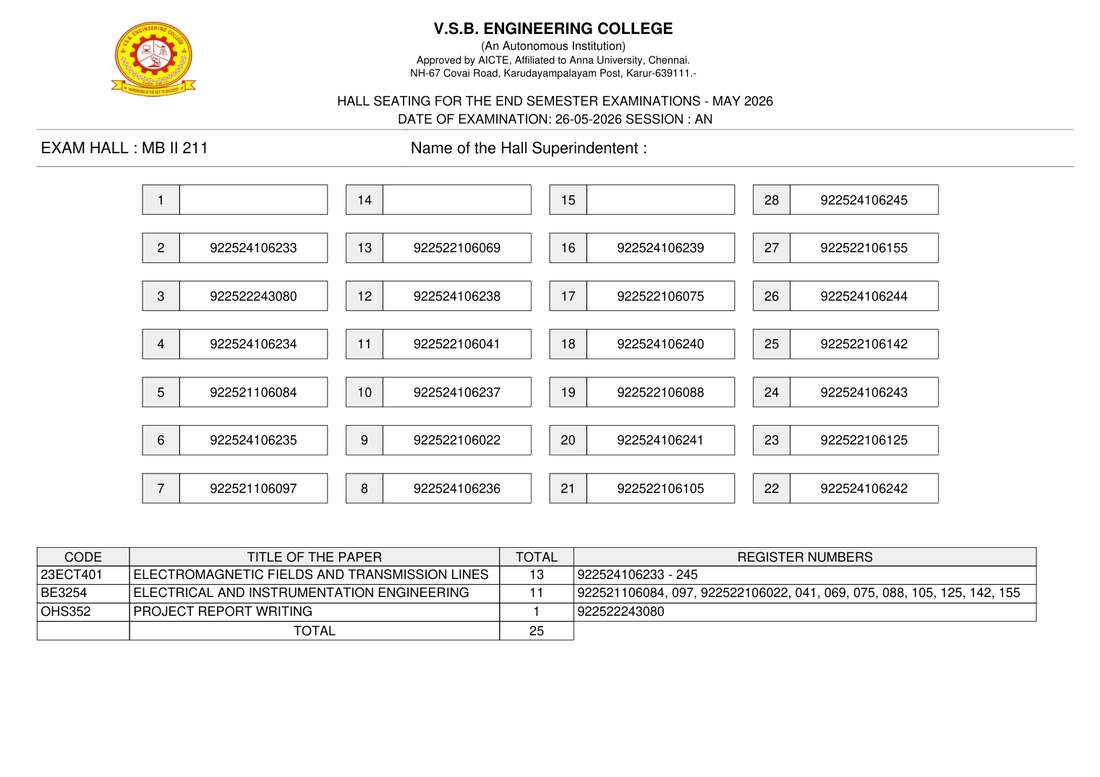 V.S.B. ENGINEERING COLLEGE
(An Autonomous Institution)
Approved by AICTE, Affiliated to Anna University, Chennai.
NH-67 Covai Road, Karudayampalayam Post, Karur-639111.-
HALL SEATING FOR THE END SEMESTER EXAMINATIONS - MAY 2026
DATE OF EXAMINATION: 26-05-2026 SESSION : AN
EXAM HALL : MB II 211 Name of the Hall Superindentent :
1 14 15 28 922524106245
2 922524106233 13 922522106069 16 922524106239 27 922522106155
3 922522243080 12 922524106238 17 922522106075 26 922524106244
4 922524106234 11 922522106041 18 922524106240 25 922522106142
5 922521106084 10 922524106237 19 922522106088 24 922524106243
6 922524106235 9 922522106022 20 922524106241 23 922522106125
7 922521106097 8 922524106236 21 922522106105 22 922524106242
CODE TITLE OF THE PAPER TOTAL REGISTER NUMBERS
23ECT401 ELECTROMAGNETIC FIELDS AND TRANSMISSION LINES 13 922524106233 - 245
BE3254 ELECTRICAL AND INSTRUMENTATION ENGINEERING 11 922521106084, 097, 922522106022, 041, 069, 075, 088, 105, 125, 142, 155
OHS352 PROJECT REPORT WRITING 1 922522243080
TOTAL 25